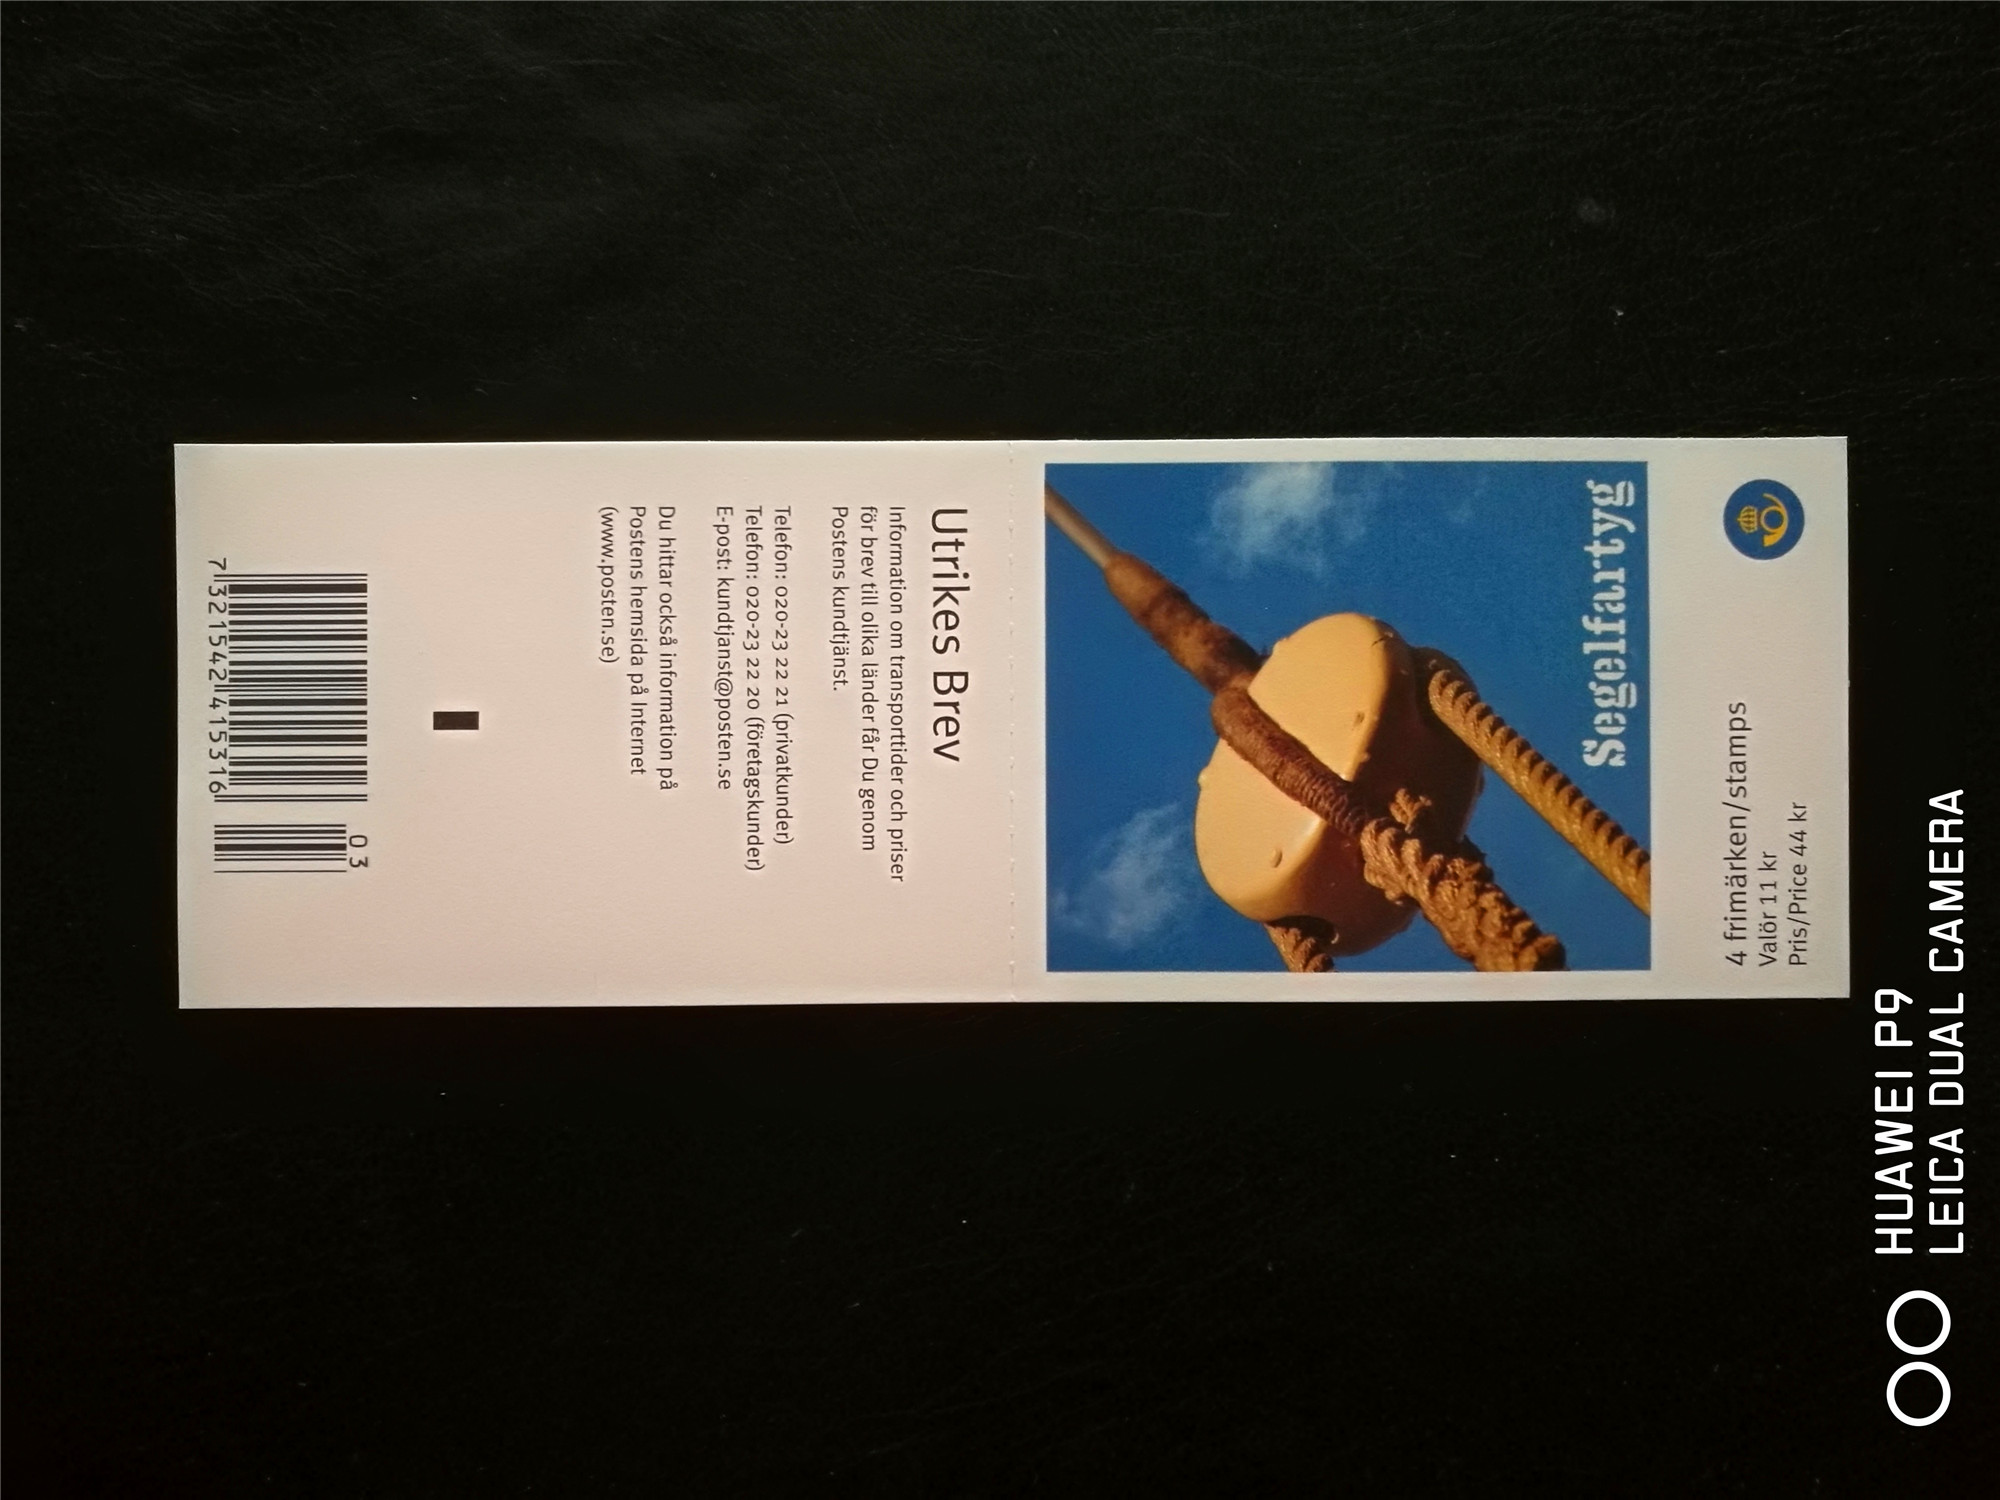 Segelfartyg
4 frimärken/stamps
Valör 11 kr
Pris/Price 44 kr
Utrikes Brev
Information om transporttider och priser
för brev till olika länder får Du genom
Postens kundtjänst.
Telefon: 020-23 22 21 (privatkunder)
Telefon: 020-23 22 20 (företagskunder)
E-post: kundtjanst@posten.se
Du hittar också information på
Postens hemsida på Internet
(www.posten.se)
7 321542 415316
03
HUAWEI P9
LEICA DUAL CAMERA